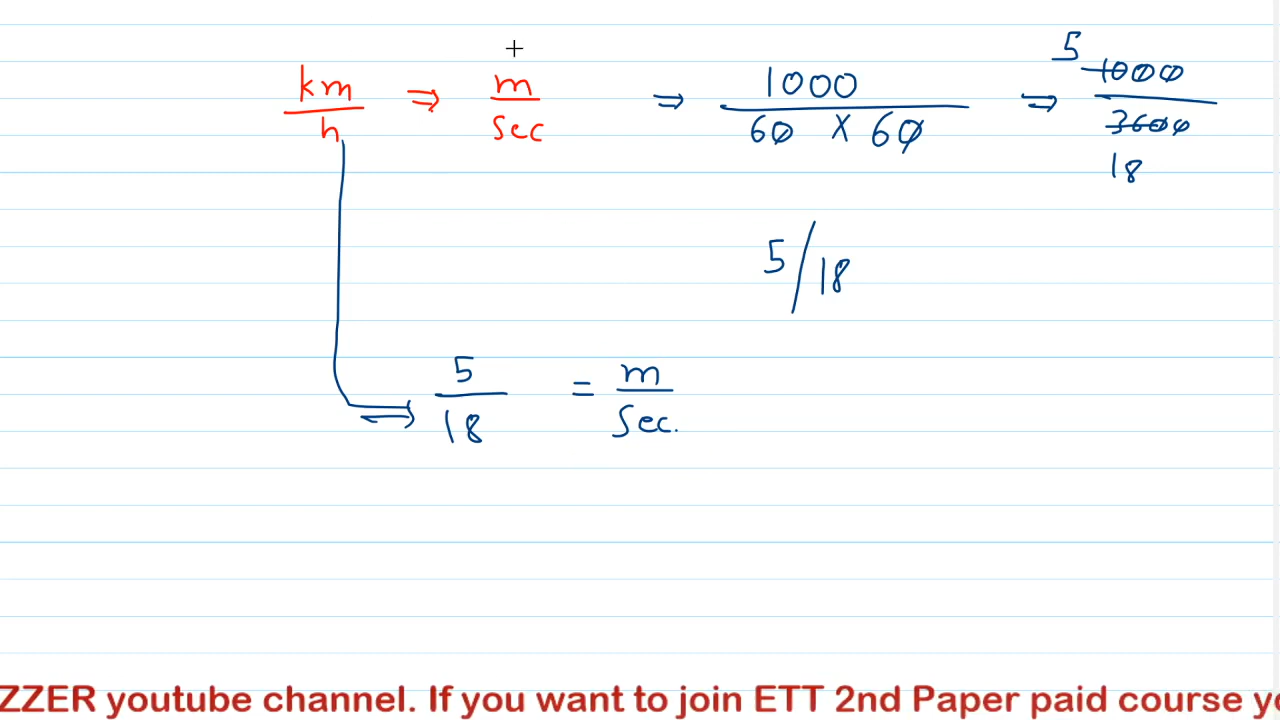 km/h ⇒ m/sec ⇒ 1000/60 X 60 ⇒ 5 1000/3600 18
5/18
⇒ 5/18 = m/Sec.
ZZER youtube channel. If you want to join ETT 2nd Paper paid course y